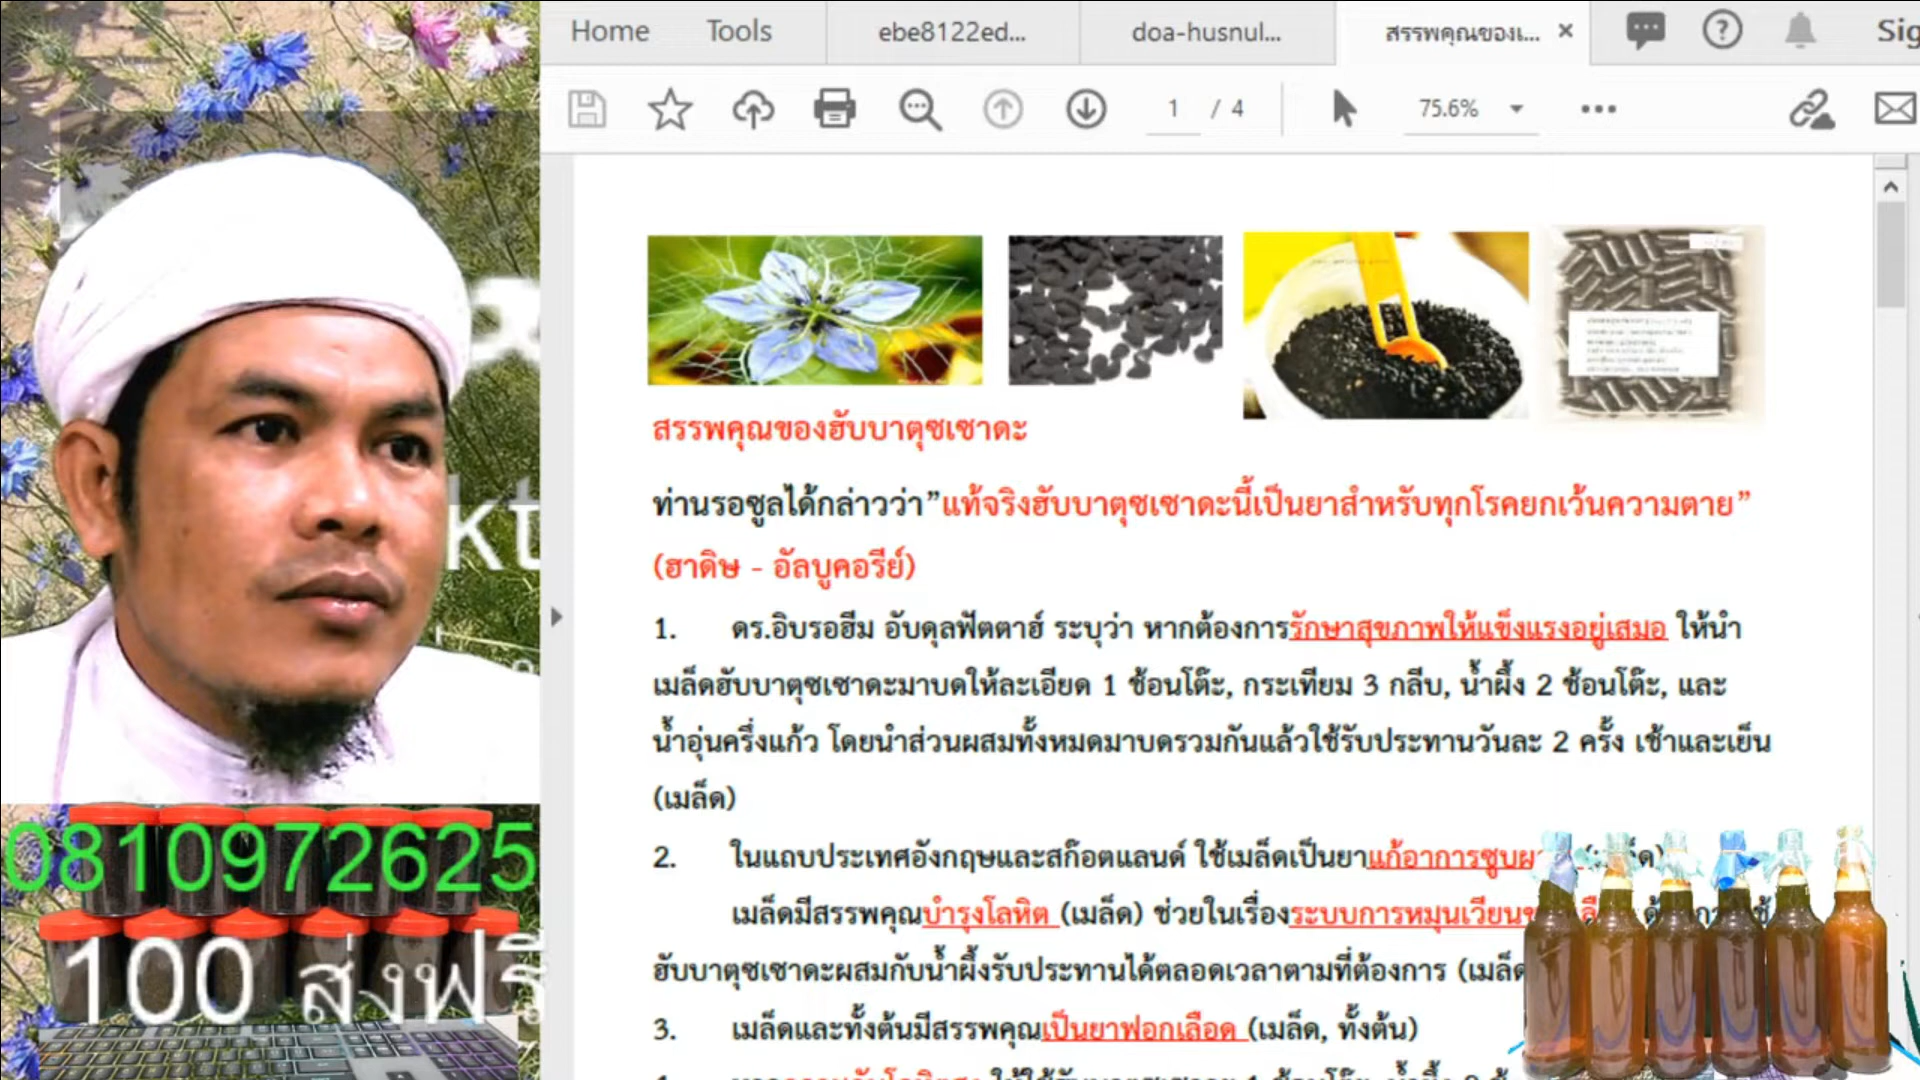 Home
Tools
ebe8122ed...
doa-husnul...
สรรพคุณของเ...
1 / 4
75.6%
สรรพคุณของฮับบาตุซเซาดะ
ท่านรอซูลได้กล่าวว่า”แท้จริงฮับบาตุซเซาดะนี้เป็นยาสำหรับทุกโรคยกเว้นความตาย”
(ฮาดิษ - อัลบูคอรีย์)
1. ดร.อิบรอฮีม อับดุลฟัตตาฮ์ ระบุว่า หากต้องการรักษาสุขภาพให้แข็งแรงอยู่เสมอ ให้นำ
เมล็ดฮับบาตุซเซาดะมาบดให้ละเอียด 1 ช้อนโต๊ะ, กระเทียม 3 กลีบ, น้ำผึ้ง 2 ช้อนโต๊ะ, และ
น้ำอุ่นครึ่งแก้ว โดยนำส่วนผสมทั้งหมดมาบดรวมกันแล้วใช้รับประทานวันละ 2 ครั้ง เช้าและเย็น
(เมล็ด)
2. ในแถบประเทศอังกฤษและสก๊อตแลนด์ ใช้เมล็ดเป็นยาแก้อาการซูบผ
เมล็ดมีสรรพคุณบำรุงโลหิต (เมล็ด) ช่วยในเรื่องระบบการหมุนเวียน
ฮับบาตุซเซาดะผสมกับน้ำผึ้งรับประทานได้ตลอดเวลาตามที่ต้องการ (เมล็ด
3. เมล็ดและทั้งต้นมีสรรพคุณเป็นยาฟอกเลือด (เมล็ด, ทั้งต้น)
kt
0810972625
100 ส่งฟรี